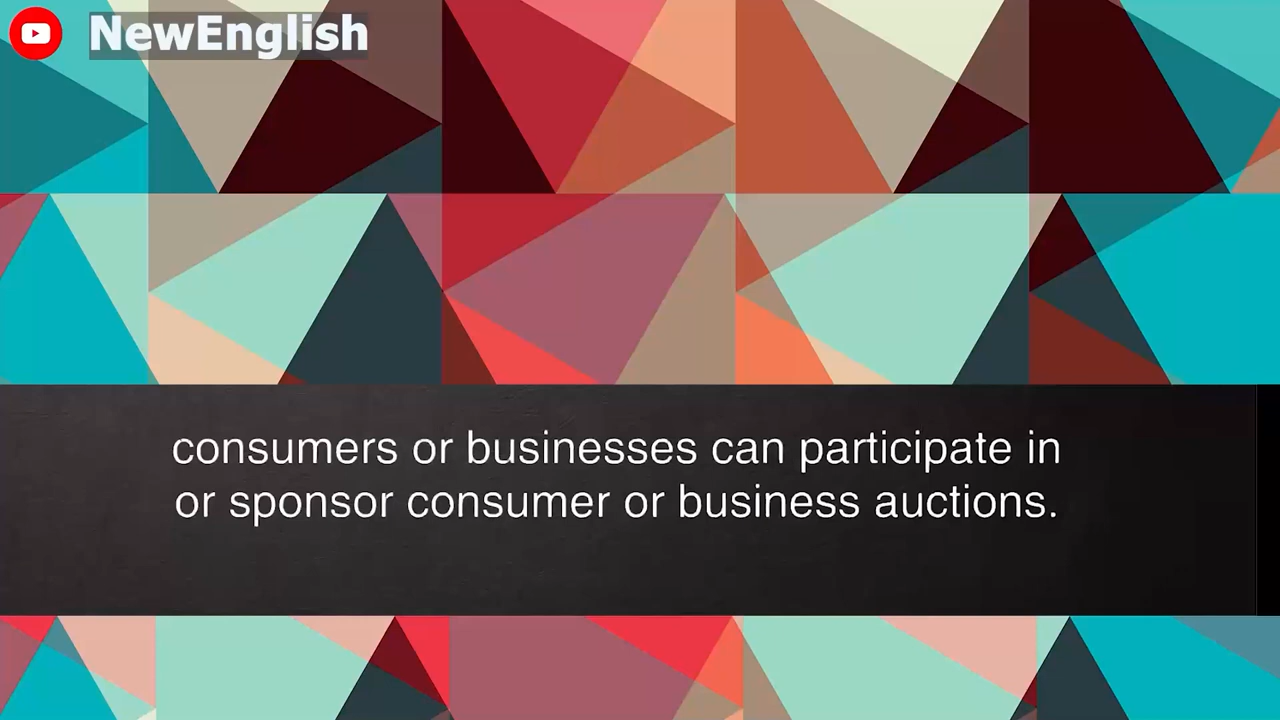 NewEnglish
consumers or businesses can participate in
or sponsor consumer or business auctions.